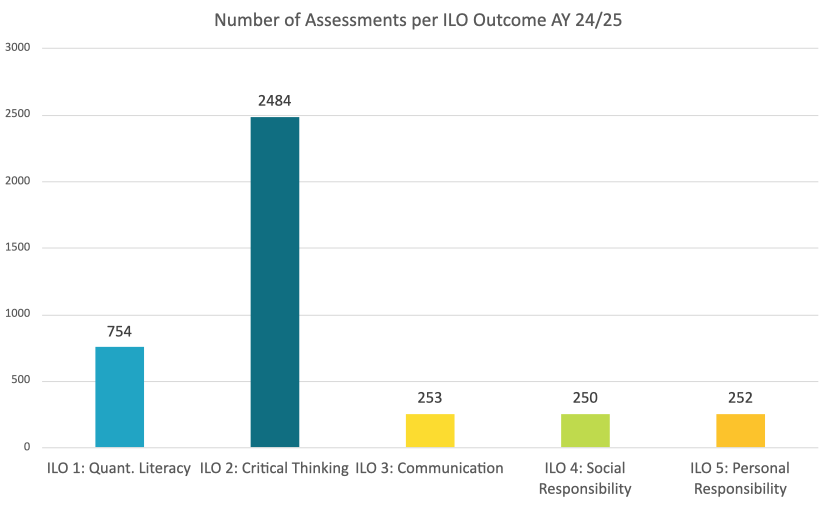 Number of Assessments per ILO Outcome AY 24/25
3000
2500
2000
1500
1000
500
0
754
2484
253
250
252
ILO 1: Quant. Literacy
ILO 2: Critical Thinking
ILO 3: Communication
ILO 4: Social
Responsibility
ILO 5: Personal
Responsibility